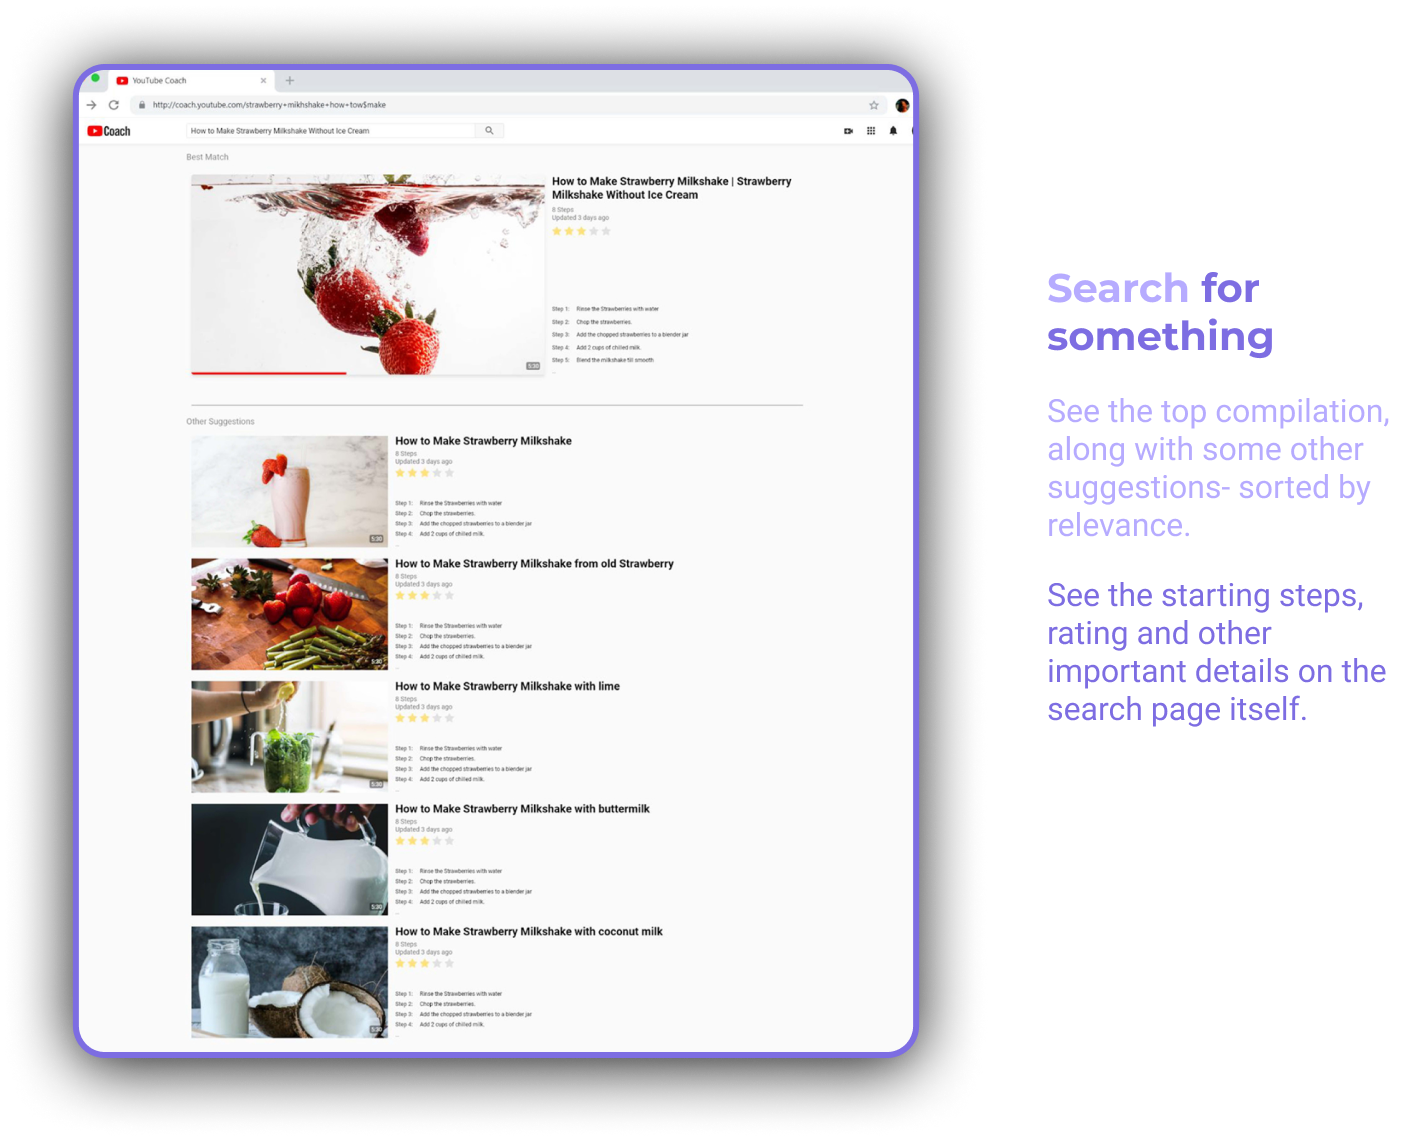 YouTube Coach
http://coach.youtube.com/strawberry+mikhshake+how+tow$make
Coach
How to Make Strawberry Milkshake Without Ice Cream
Best Match
5:30
How to Make Strawberry Milkshake | Strawberry
Milkshake Without Ice Cream
8 Steps
Updated 3 days ago
Step 1: Rinse the Strawberries with water
Step 2: Chop the strawberries.
Step 3: Add the chopped strawberries to a blender jar
Step 4: Add 2 cups of chilled milk.
Step 5: Blend the milkshake till smooth
...
Other Suggestions
5:30
How to Make Strawberry Milkshake
8 Steps
Updated 3 days ago
Step 1: Rinse the Strawberries with water
Step 2: Chop the strawberries.
Step 3: Add the chopped strawberries to a blender jar
Step 4: Add 2 cups of chilled milk.
...
5:30
How to Make Strawberry Milkshake from old Strawberry
8 Steps
Updated 3 days ago
Step 1: Rinse the Strawberries with water
Step 2: Chop the strawberries.
Step 3: Add the chopped strawberries to a blender jar
Step 4: Add 2 cups of chilled milk.
...
5:30
How to Make Strawberry Milkshake with lime
8 Steps
Updated 3 days ago
Step 1: Rinse the Strawberries with water
Step 2: Chop the strawberries.
Step 3: Add the chopped strawberries to a blender jar
Step 4: Add 2 cups of chilled milk.
...
5:30
How to Make Strawberry Milkshake with buttermilk
8 Steps
Updated 3 days ago
Step 1: Rinse the Strawberries with water
Step 2: Chop the strawberries.
Step 3: Add the chopped strawberries to a blender jar
Step 4: Add 2 cups of chilled milk.
...
5:30
How to Make Strawberry Milkshake with coconut milk
8 Steps
Updated 3 days ago
Step 1: Rinse the Strawberries with water
Step 2: Chop the strawberries.
Step 3: Add the chopped strawberries to a blender jar
Step 4: Add 2 cups of chilled milk.
...
Search for
something
See the top compilation,
along with some other
suggestions- sorted by
relevance.
See the starting steps,
rating and other
important details on the
search page itself.